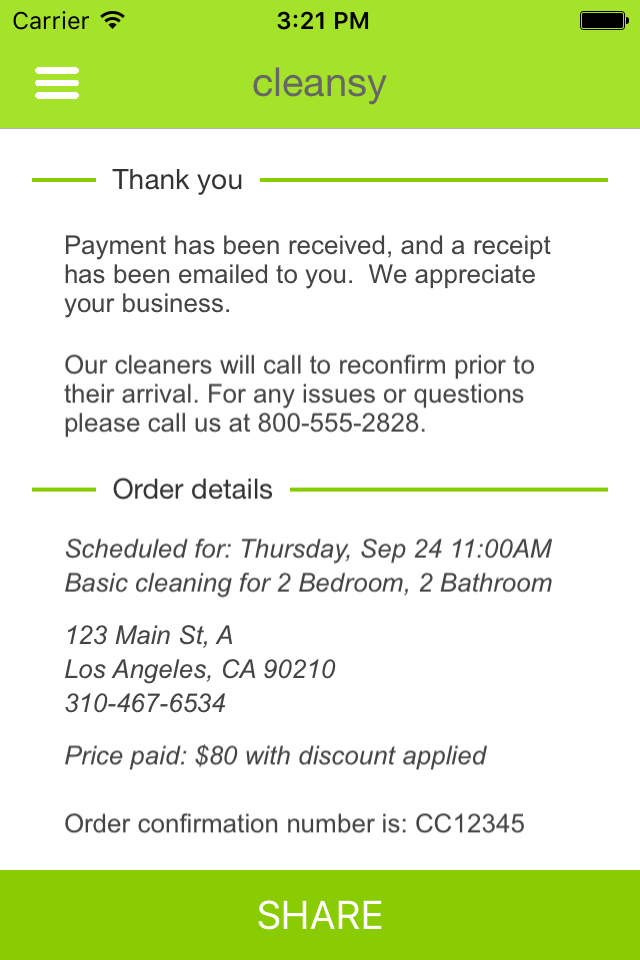 Carrier 3:21 PM
cleansy
Thank you
Payment has been received, and a receipt
has been emailed to you.  We appreciate
your business.
Our cleaners will call to reconfirm prior to
their arrival. For any issues or questions
please call us at 800-555-2828.
Order details
Scheduled for: Thursday, Sep 24 11:00AM
Basic cleaning for 2 Bedroom, 2 Bathroom
123 Main St, A
Los Angeles, CA 90210
310-467-6534
Price paid: $80 with discount applied
Order confirmation number is: CC12345
SHARE